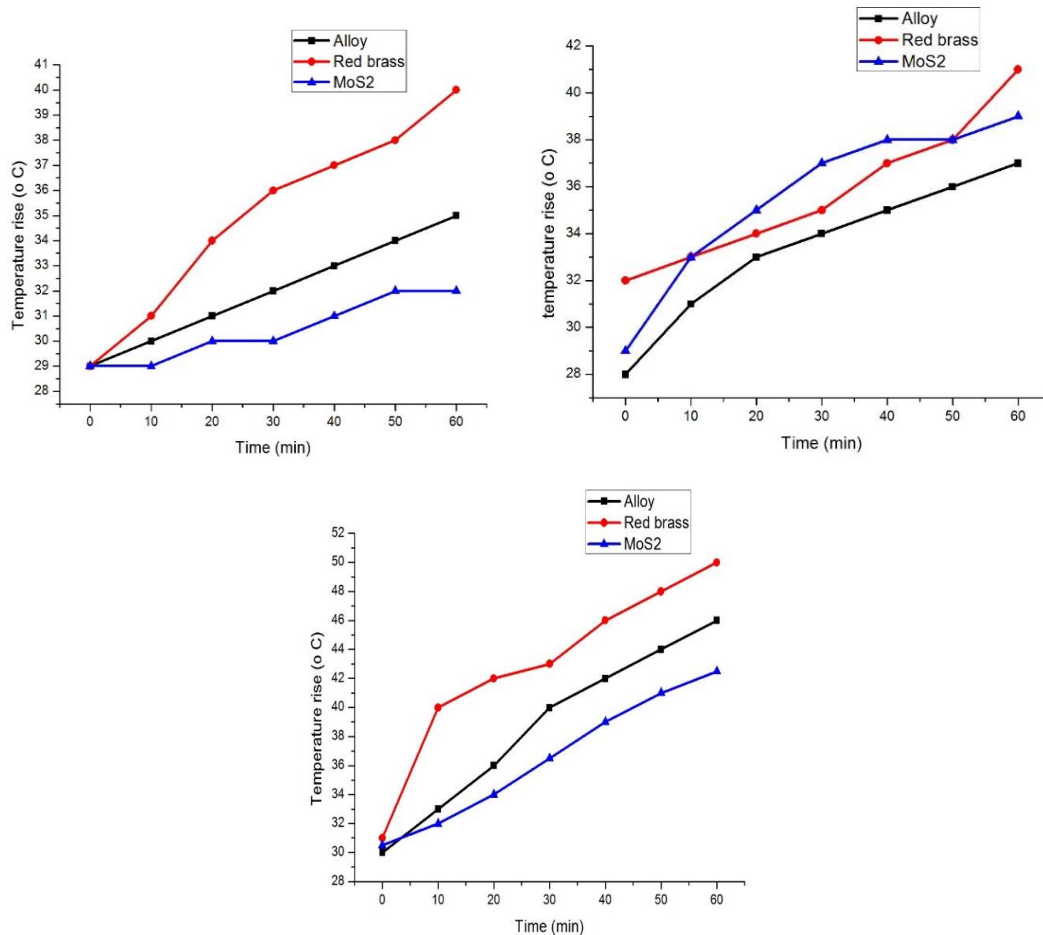 Alloy
Red brass
MoS2
Temperature rise (o C)
41
40
39
38
37
36
35
34
33
32
31
30
29
28
0 10 20 30 40 50 60
Time (min)
Alloy
Red brass
MoS2
temperature rise (o C)
42
40
38
36
34
32
30
28
0 10 20 30 40 50 60
Time (min)
Alloy
Red brass
MoS2
Temperature rise (o C)
52
50
48
46
44
42
40
38
36
34
32
30
28
0 10 20 30 40 50 60
Time (min)